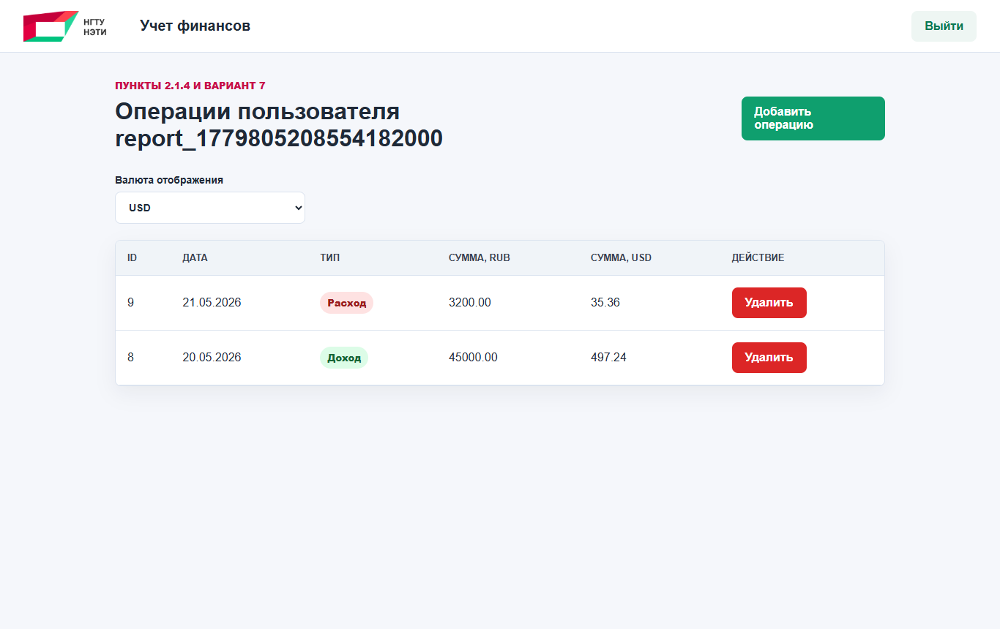 НГТУ
НЭТИ
Учет финансов
Выйти
ПУНКТЫ 2.1.4 И ВАРИАНТ 7
Операции пользователя
report_1779805208554182000
Добавить
операцию
Валюта отображения
USD
ID ДАТА ТИП СУММА, RUB СУММА, USD ДЕЙСТВИЕ
9 21.05.2026 Расход 3200.00 35.36 Удалить
8 20.05.2026 Доход 45000.00 497.24 Удалить